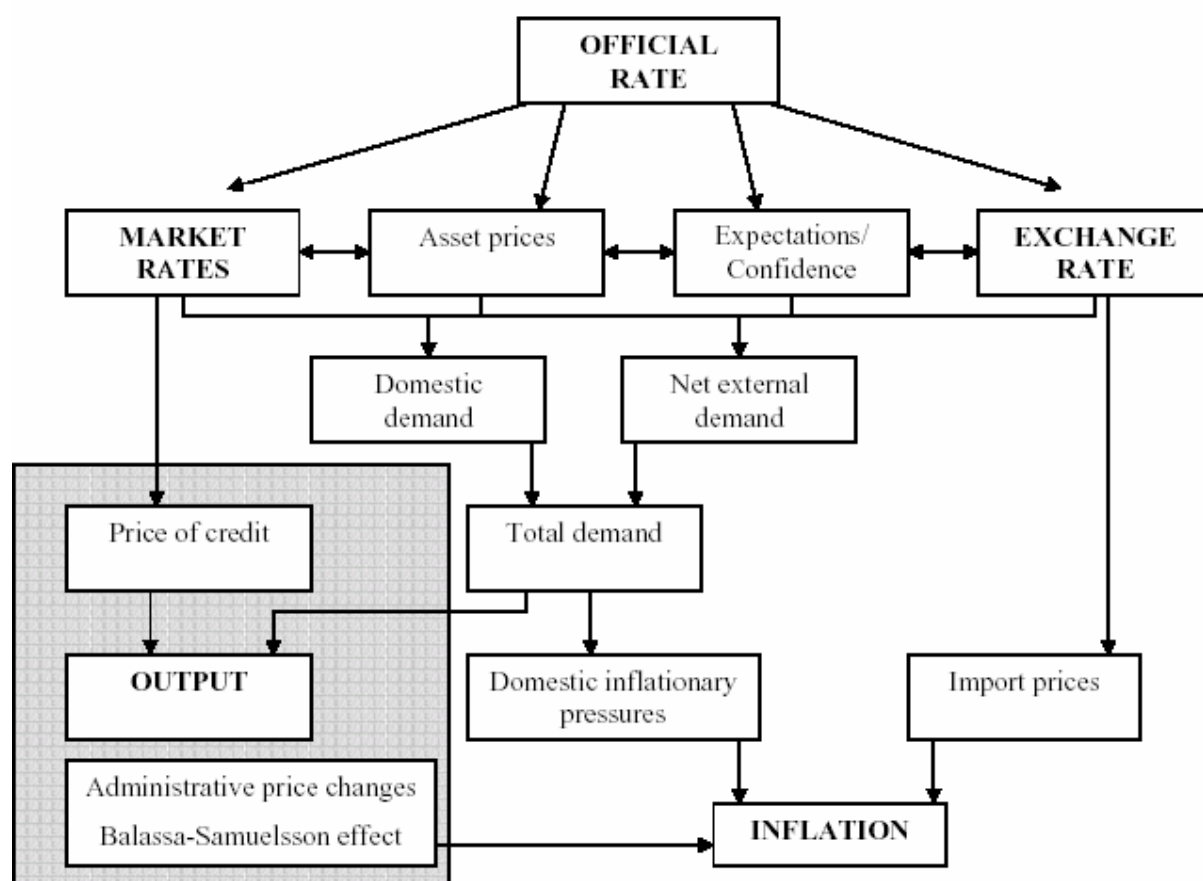 OFFICIAL
RATE
MARKET
RATES
Asset prices
Expectations/
Confidence
EXCHANGE
RATE
Domestic
demand
Net external
demand
Price of credit
Total demand
OUTPUT
Domestic inflationary
pressures
Import prices
Administrative price changes
Balassa-Samuelsson effect
INFLATION